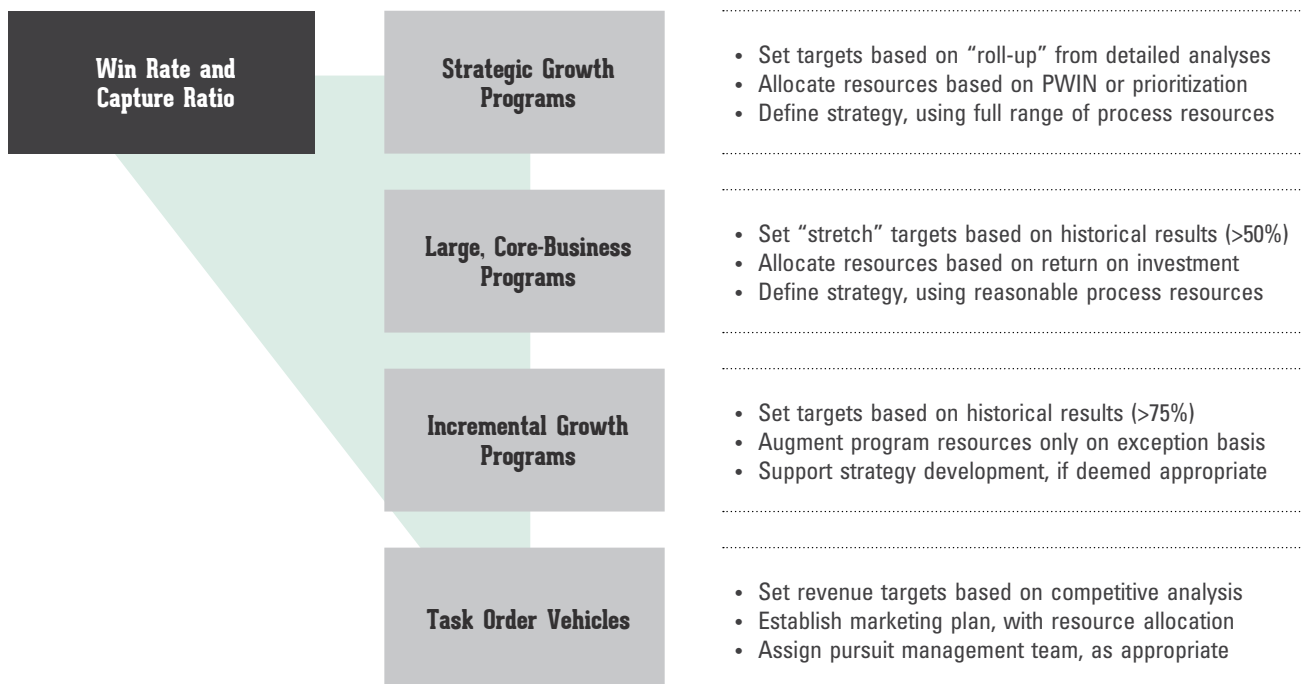 Win Rate and
Capture Ratio
Strategic Growth
Programs
• Set targets based on “roll-up” from detailed analyses
• Allocate resources based on PWIN or prioritization
• Define strategy, using full range of process resources
Large, Core-Business
Programs
• Set “stretch” targets based on historical results (>50%)
• Allocate resources based on return on investment
• Define strategy, using reasonable process resources
Incremental Growth
Programs
• Set targets based on historical results (>75%)
• Augment program resources only on exception basis
• Support strategy development, if deemed appropriate
Task Order Vehicles
• Set revenue targets based on competitive analysis
• Establish marketing plan, with resource allocation
• Assign pursuit management team, as appropriate